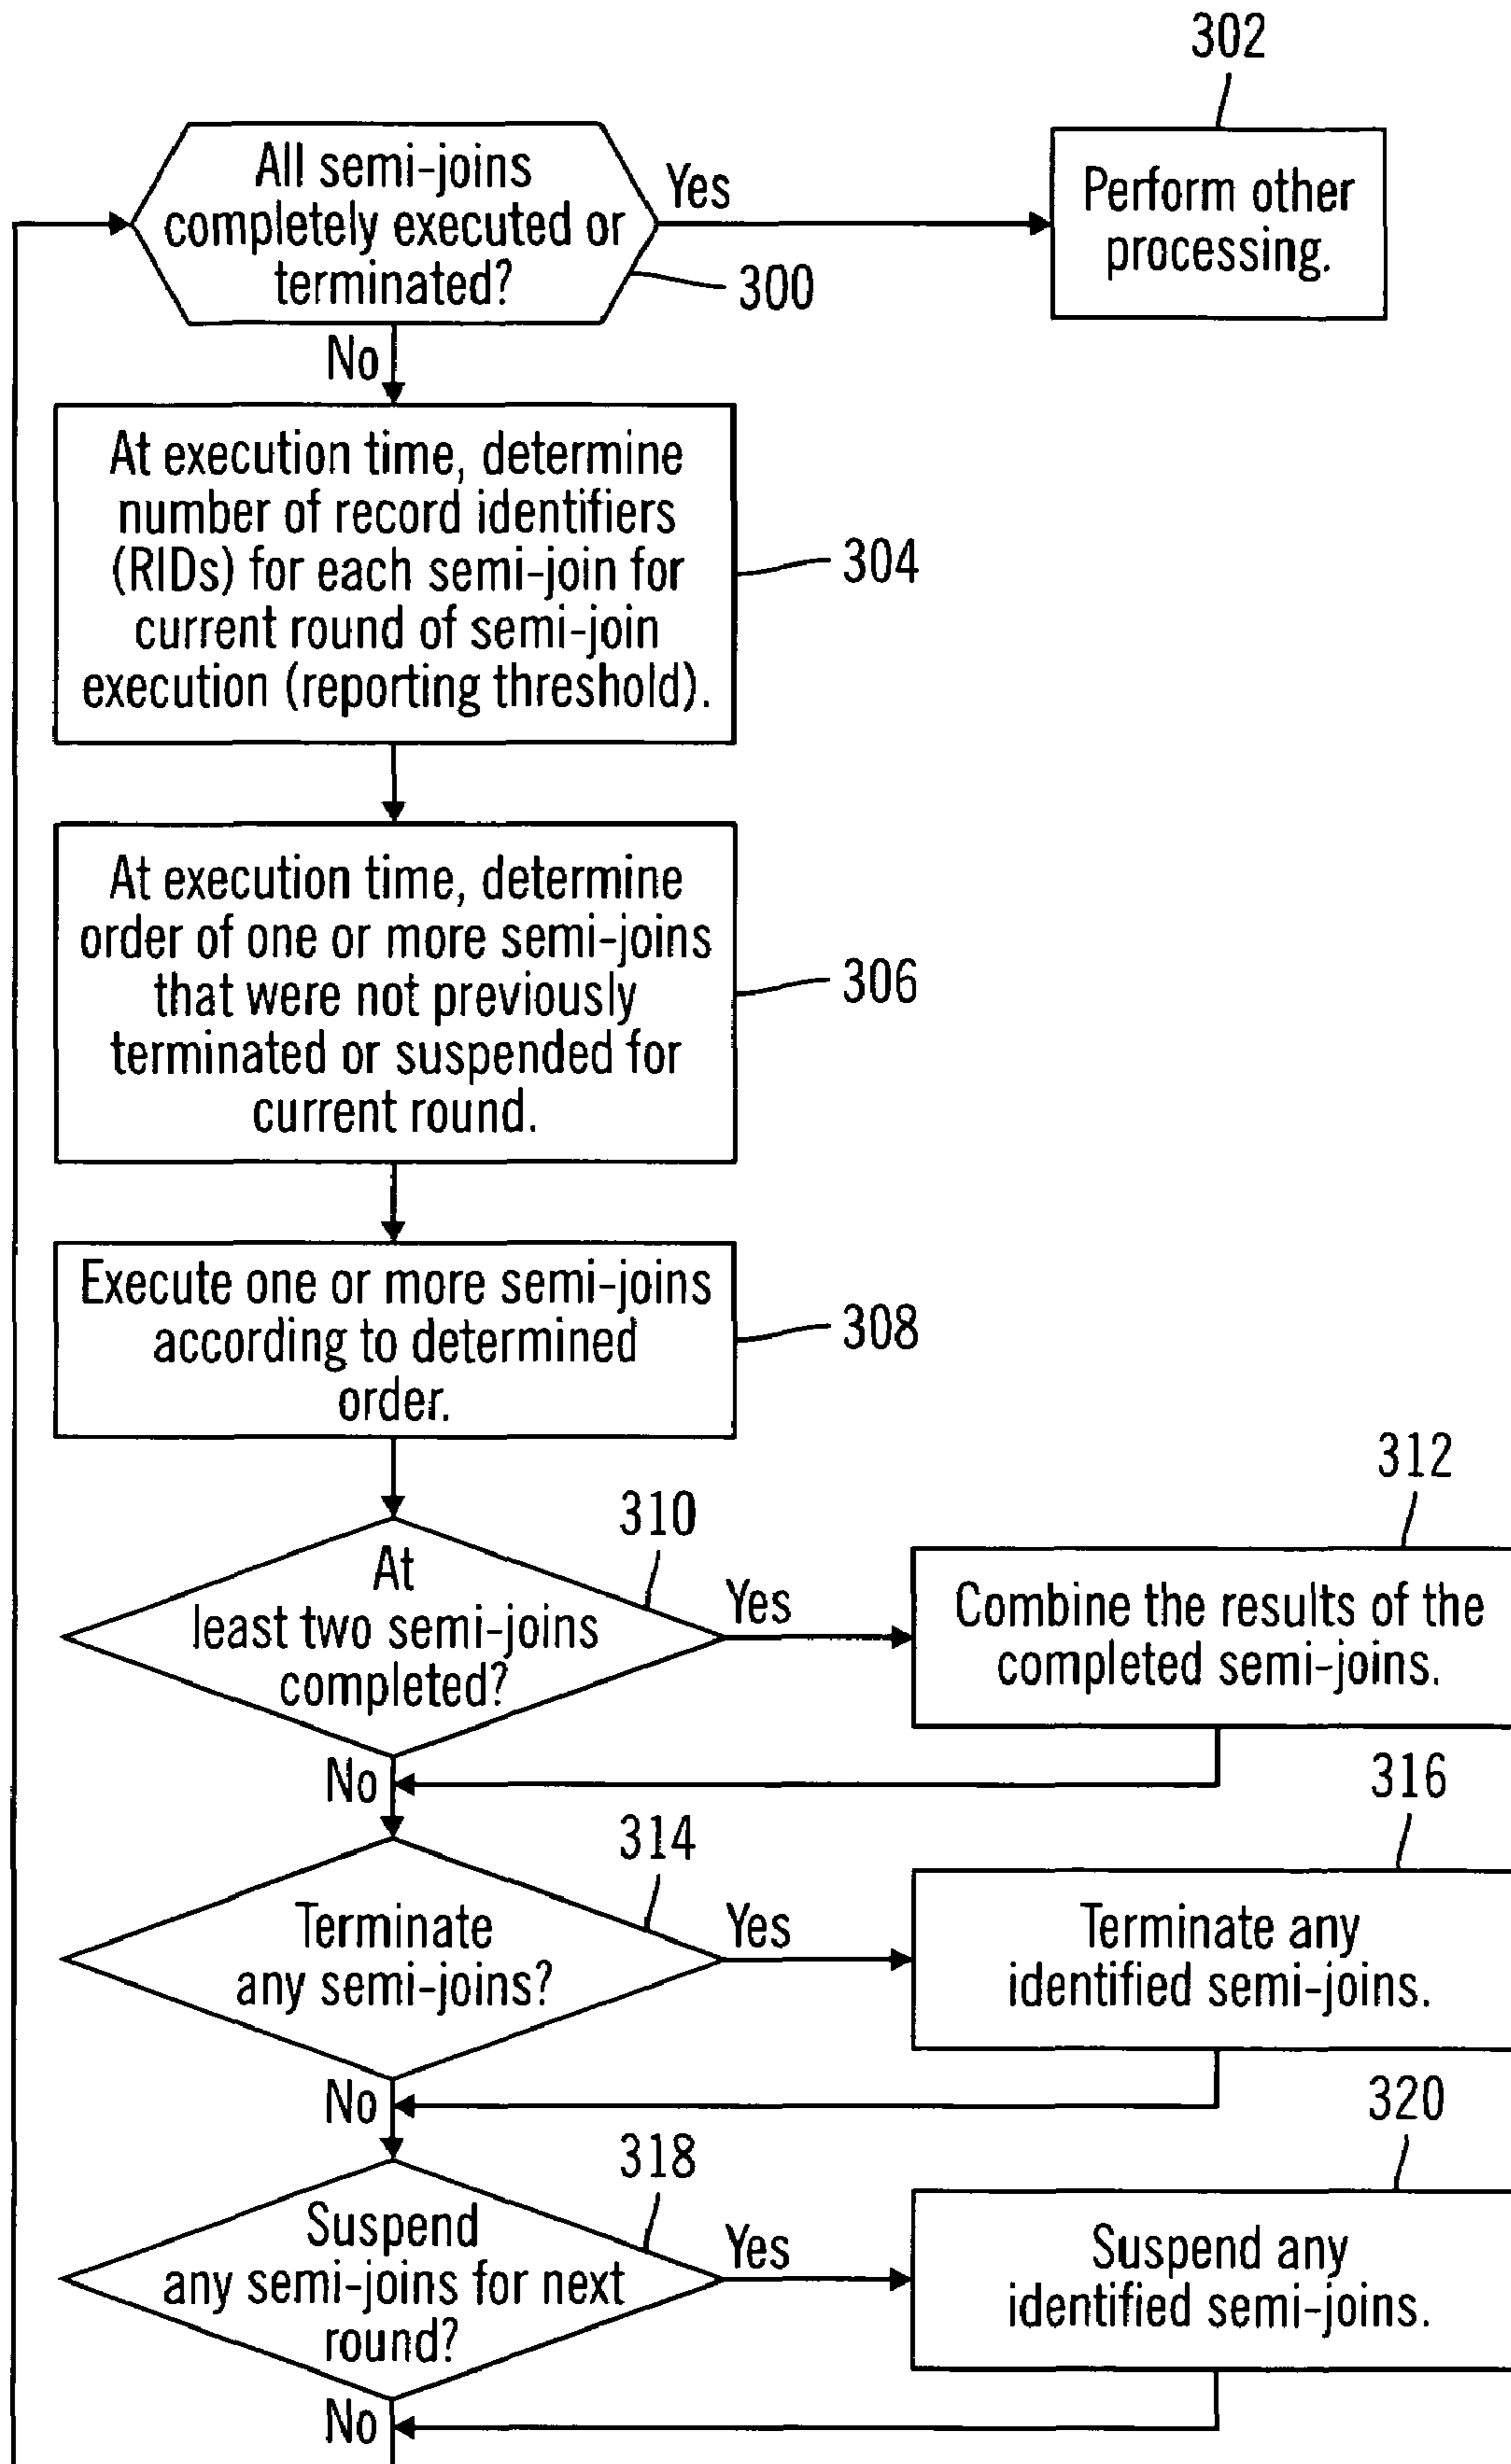 302
All semi-joins
completely executed or
terminated?
Yes
300
Perform other
processing.
No
At execution time, determine
number of record identifiers
(RIDs) for each semi-join for
current round of semi-join
execution (reporting threshold).
304
At execution time, determine
order of one or more semi-joins
that were not previously
terminated or suspended for
current round.
306
Execute one or more semi-joins
according to determined
order.
308
310
At
least two semi-joins
completed?
Yes
312
Combine the results of the
completed semi-joins.
No
314
Terminate
any semi-joins?
Yes
316
Terminate any
identified semi-joins.
No
318
Suspend
any semi-joins for next
round?
Yes
320
Suspend any
identified semi-joins.
No